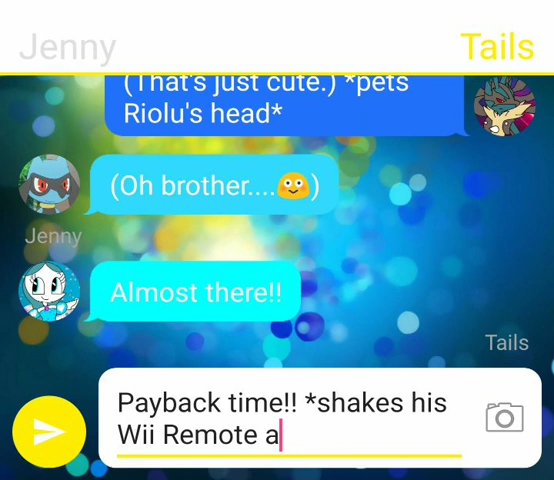 Jenny
Tails
(That's just cute.) *pets
Riolu's head*
(Oh brother....🙄)
Jenny
Almost there!!
Tails
Payback time!! *shakes his
Wii Remote a